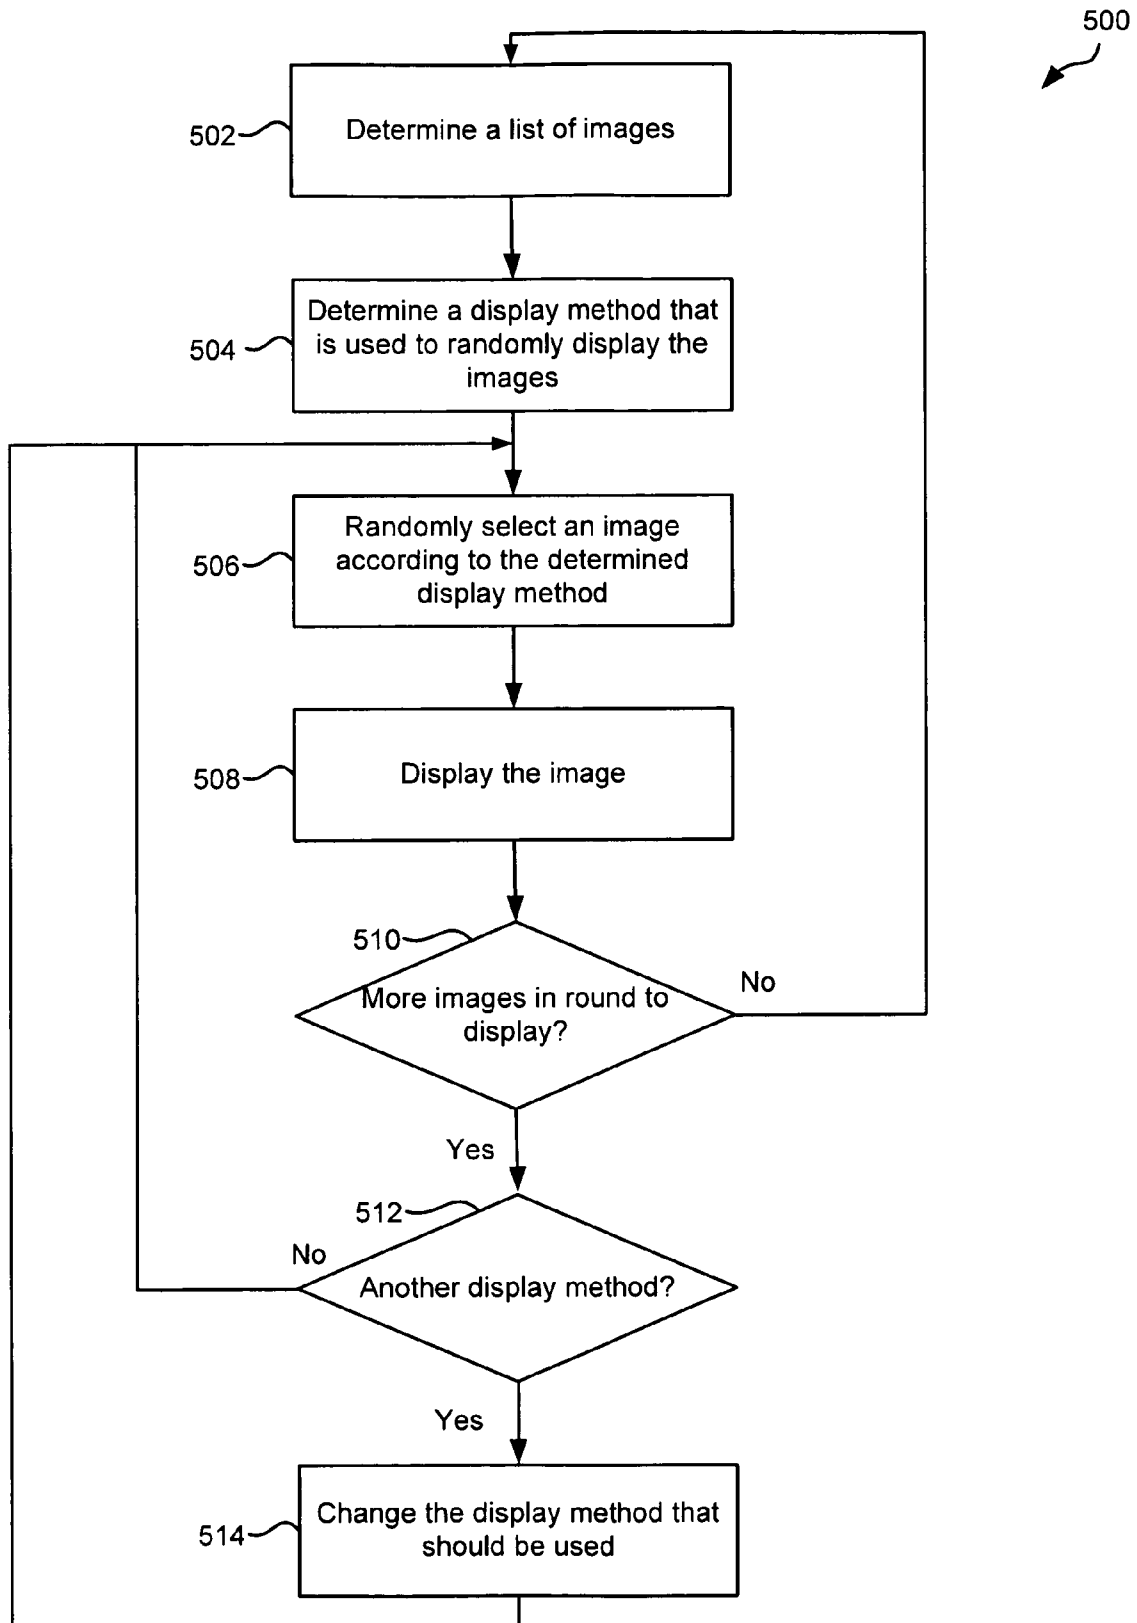 500
502
Determine a list of images
504
Determine a display method that
is used to randomly display the
images
506
Randomly select an image
according to the determined
display method
508
Display the image
510
More images in round to
display?
No
Yes
512
No
Another display method?
Yes
514
Change the display method that
should be used